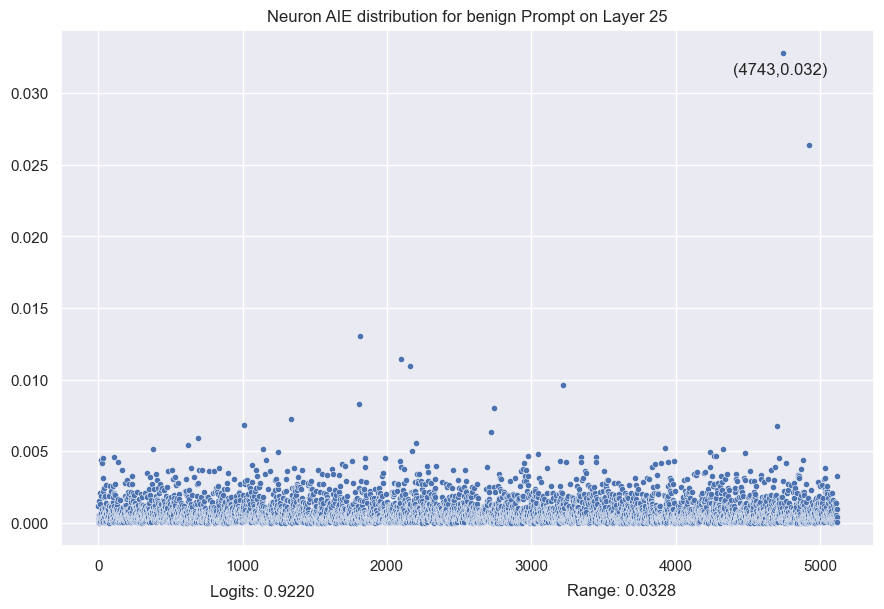 Neuron AIE distribution for benign Prompt on Layer 25
(4743,0.032)
0.030
0.025
0.020
0.015
0.010
0.005
0.000
0 1000 2000 3000 4000 5000
Logits: 0.9220 Range: 0.0328